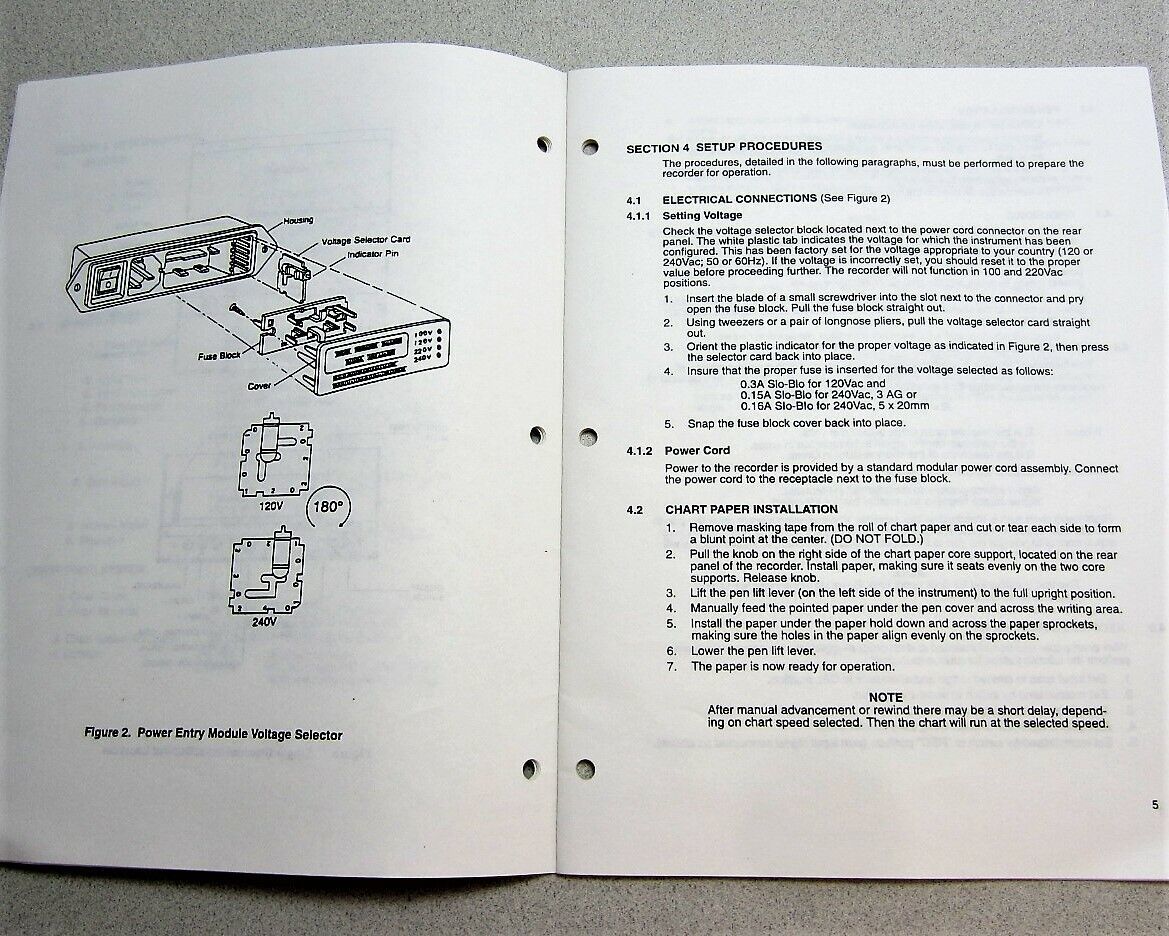 Housing
Voltage Selector Card
Indicator Pin
Fuse Block
Cover
100V
120V
220V
240V
120V
180°
240V
Figure 2. Power Entry Module Voltage Selector
SECTION 4 SETUP PROCEDURES
The procedures, detailed in the following paragraphs, must be performed to prepare the
recorder for operation.
4.1 ELECTRICAL CONNECTIONS (See Figure 2)
4.1.1 Setting Voltage
Check the voltage selector block located next to the power cord connector on the rear
panel. The white plastic tab indicates the voltage for which the instrument has been
configured. This has been factory set for the voltage appropriate to your country (120 or
240Vac; 50 or 60Hz). If the voltage is incorrectly set, you should reset it to the proper
value before proceeding further. The recorder will not function in 100 and 220Vac
positions.
1. Insert the blade of a small screwdriver into the slot next to the connector and pry
open the fuse block. Pull the fuse block straight out.
2. Using tweezers or a pair of longnose pliers, pull the voltage selector card straight
out.
3. Orient the plastic indicator for the proper voltage as indicated in Figure 2, then press
the selector card back into place.
4. Insure that the proper fuse is inserted for the voltage selected as follows:
0.3A Slo-Blo for 120Vac and
0.15A Slo-Blo for 240Vac, 3 AG or
0.16A Slo-Blo for 240Vac, 5 x 20mm
5. Snap the fuse block cover back into place.
4.1.2 Power Cord
Power to the recorder is provided by a standard modular power cord assembly. Connect
the power cord to the receptacle next to the fuse block.
4.2 CHART PAPER INSTALLATION
1. Remove masking tape from the roll of chart paper and cut or tear each side to form
a blunt point at the center. (DO NOT FOLD.)
2. Pull the knob on the right side of the chart paper core support, located on the rear
panel of the recorder. Install paper, making sure it seats evenly on the two core
supports. Release knob.
3. Lift the pen lift lever (on the left side of the instrument) to the full upright position.
4. Manually feed the pointed paper under the pen cover and across the writing area.
5. Install the paper under the paper hold down and across the paper sprockets,
making sure the holes in the paper align evenly on the sprockets.
6. Lower the pen lift lever.
7. The paper is now ready for operation.
NOTE
After manual advancement or rewind there may be a short delay, depend-
ing on chart speed selected. Then the chart will run at the selected speed.
5